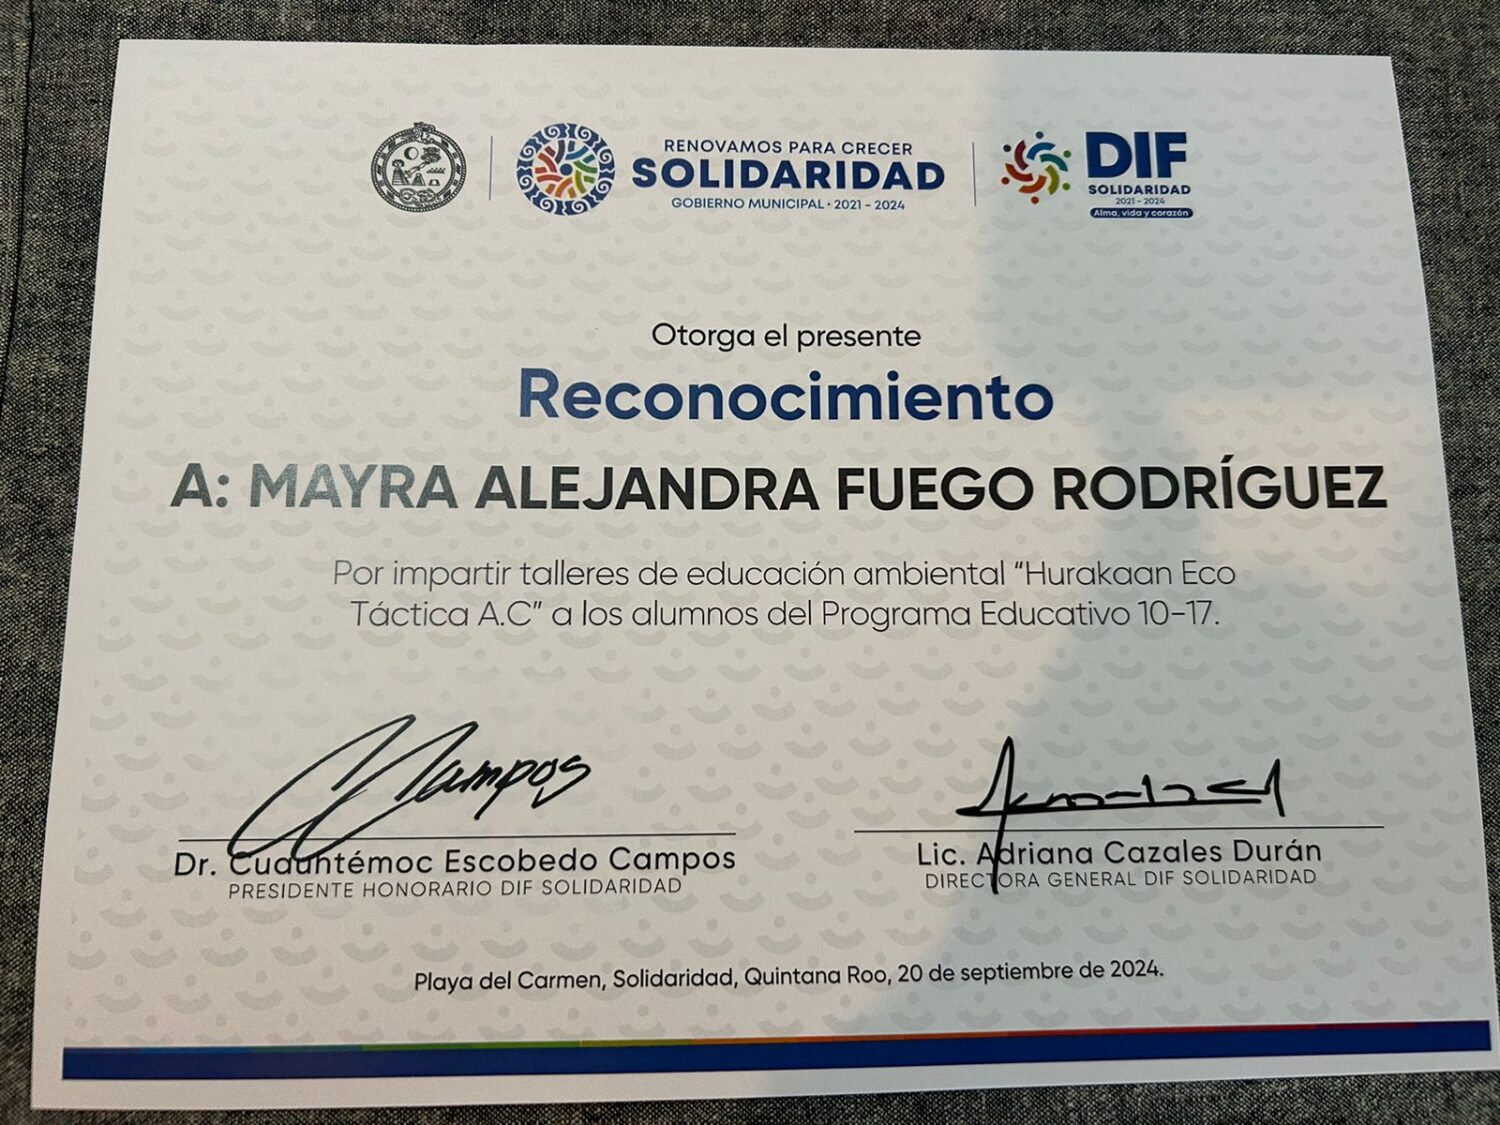 RENOVAMOS PARA CRECER
SOLIDARIDAD
GOBIERNO MUNICIPAL • 2021 - 2024
DIF
SOLIDARIDAD
2021 - 2024
Alma, vida y corazón
Otorga el presente
Reconocimiento
A: MAYRA ALEJANDRA FUEGO RODRÍGUEZ
Por impartir talleres de educación ambiental “Hurakaan Eco
Táctica A.C” a los alumnos del Programa Educativo 10-17.
Campos
Dr. Cuauhtémoc Escobedo Campos
PRESIDENTE HONORARIO DIF SOLIDARIDAD
Lic. Adriana Cazales Durán
DIRECTORA GENERAL DIF SOLIDARIDAD
Playa del Carmen, Solidaridad, Quintana Roo, 20 de septiembre de 2024.